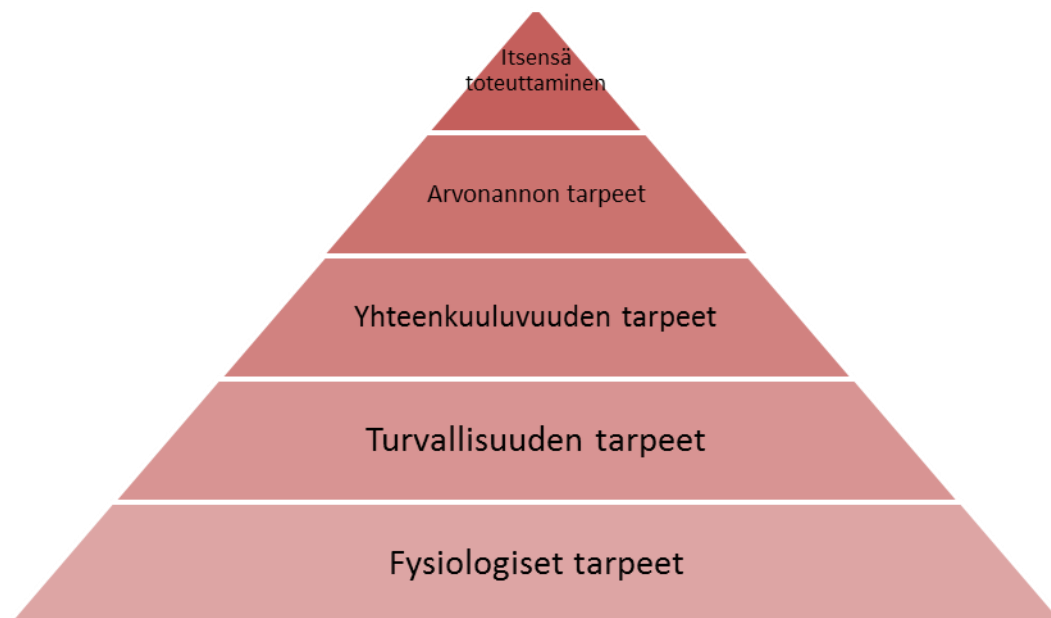 Itsensä
toteuttaminen
Arvonannon tarpeet
Yhteenkuuluvuuden tarpeet
Turvallisuuden tarpeet
Fysiologiset tarpeet